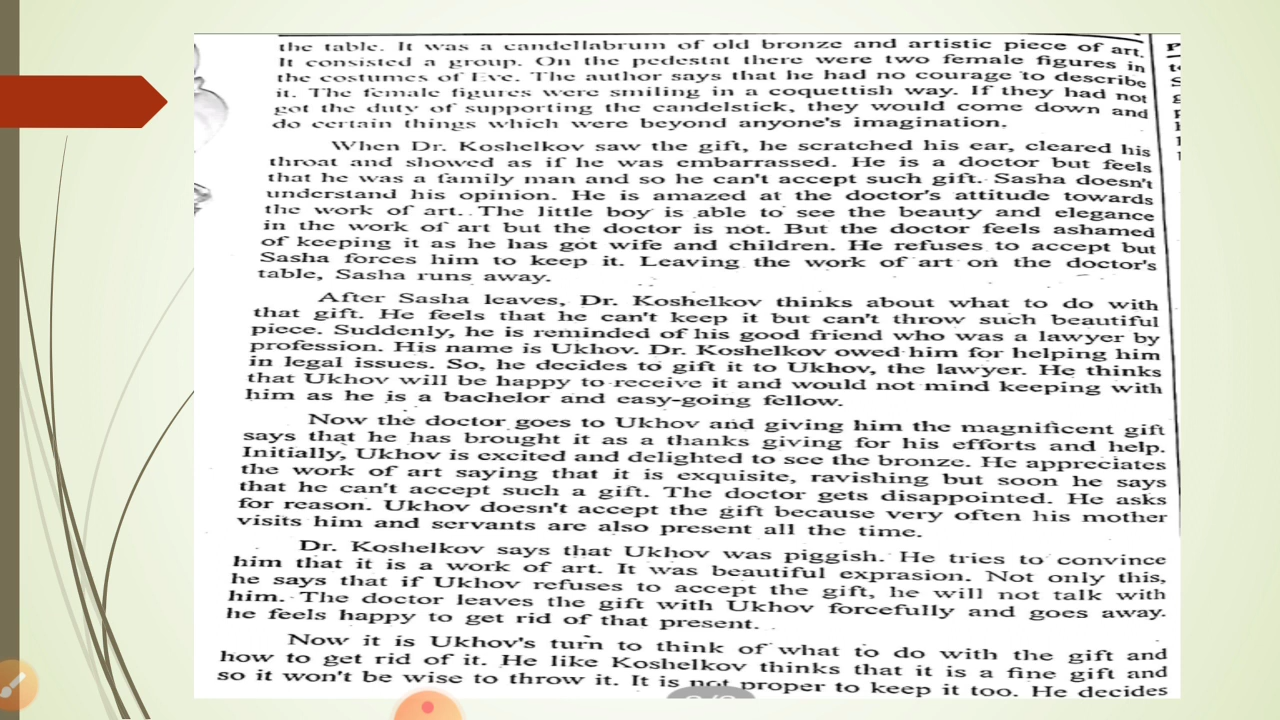 the table. It was a candellabrum of old bronze and artistic piece of art.
It consisted a group. On the pedestal there were two female figures in
the costumes of Eve. The author says that he had no courage to describe
it. The female figures were smiling in a coquettish way. If they had not
got the duty of supporting the candelstick, they would come down and
do certain things which were beyond anyone's imagination.
When Dr. Koshelkov saw the gift, he scratched his ear, cleared his
throat and showed as if he was embarrassed. He is a doctor but feels
that he was a family man and so he can't accept such gift. Sasha doesn't
understand his opinion. He is amazed at the doctor's attitude towards
the work of art. The little boy is able to see the beauty and elegance
in the work of art but the doctor is not. But the doctor feels ashamed
of keeping it as he has got wife and children. He refuses to accept but
Sasha forces him to keep it. Leaving the work of art on the doctor's
table, Sasha runs away.
After Sasha leaves, Dr. Koshelkov thinks about what to do with
that gift. He feels that he can't keep it but can't throw such beautiful
piece. Suddenly, he is reminded of his good friend who was a lawyer by
profession. His name is Ukhov. Dr. Koshelkov owed him for helping him
in legal issues. So, he decides to gift it to Ukhov, the lawyer. He thinks
that Ukhov will be happy to receive it and would not mind keeping with
him as he is a bachelor and easy-going fellow.
Now the doctor goes to Ukhov and giving him the magnificent gift
says that he has brought it as a thanks giving for his efforts and help.
Initially, Ukhov is excited and delighted to see the bronze. He appreciates
the work of art saying that it is exquisite, ravishing but soon he says
that he can't accept such a gift. The doctor gets disappointed. He asks
for reason. Ukhov doesn't accept the gift because very often his mother
visits him and servants are also present all the time.
Dr. Koshelkov says that Ukhov was piggish. He tries to convince
him that it is a work of art. It was beautiful exprasion. Not only this,
he says that if Ukhov refuses to accept the gift, he will not talk with
him. The doctor leaves the gift with Ukhov forcefully and goes away.
he feels happy to get rid of that present.
Now it is Ukhov's turn to think of what to do with the gift and
how to get rid of it. He like Koshelkov thinks that it is a fine gift and
so it won't be wise to throw it. It is not proper to keep it too. He decides